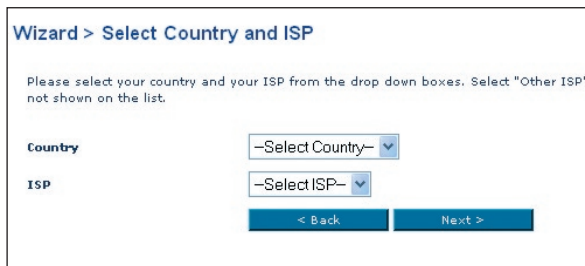 Wizard > Select Country and ISP
Please select your country and your ISP from the drop down boxes. Select "Other ISP"
not shown on the list.
Country –Select Country–
ISP –Select ISP–
< Back Next >